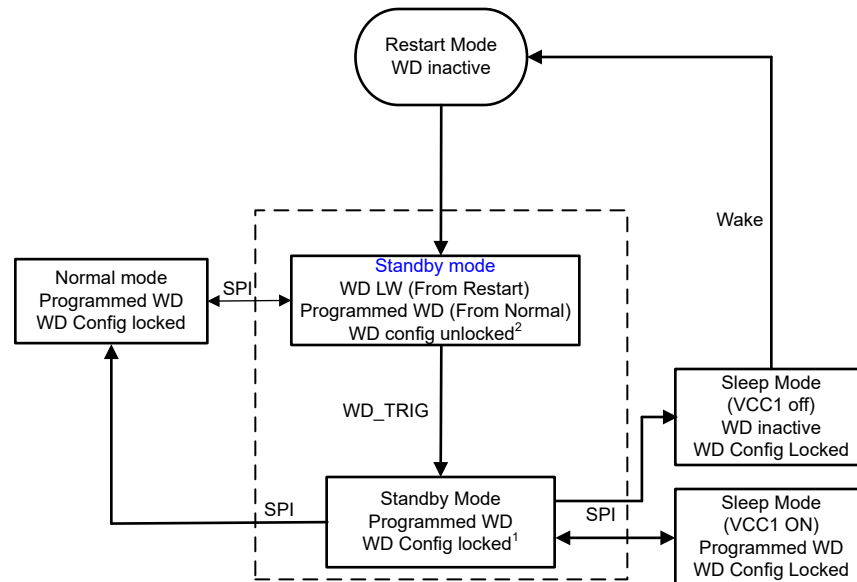 Restart Mode
WD inactive
Wake
Standby mode
WD LW (From Restart)
Programmed WD (From Normal)
WD config unlocked²
Normal mode
Programmed WD
WD Config locked
SPI
WD_TRIG
Sleep Mode
(VCC1 off)
WD inactive
WD Config Locked
Standby Mode
Programmed WD
WD Config locked¹
SPI
SPI
Sleep Mode
(VCC1 ON)
Programmed WD
WD Config Locked